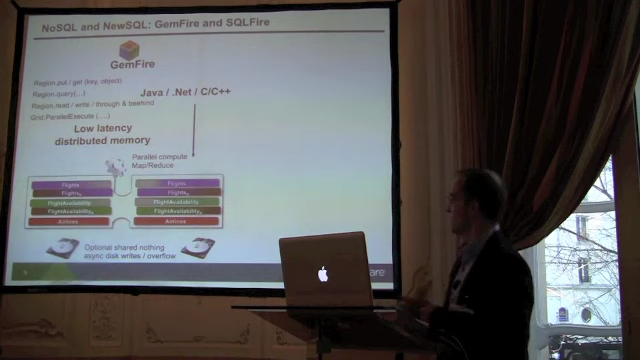 NoSQL and NewSQL: GemFire and SQLFire
GemFire
Region.put / get (key, object)
Region.query(...)
Java / .Net / C/C++
Region.read / write / through & beehind
Grid.ParallelExecute (....)
Low latency
distributed memory
Parallel compute
Map/Reduce
Flights
Flights
Flights
Flights
FlightAvailability
FlightAvailability
FlightAvailability
FlightAvailability
Airlines
Airlines
Optional shared nothing
async disk writes / overflow